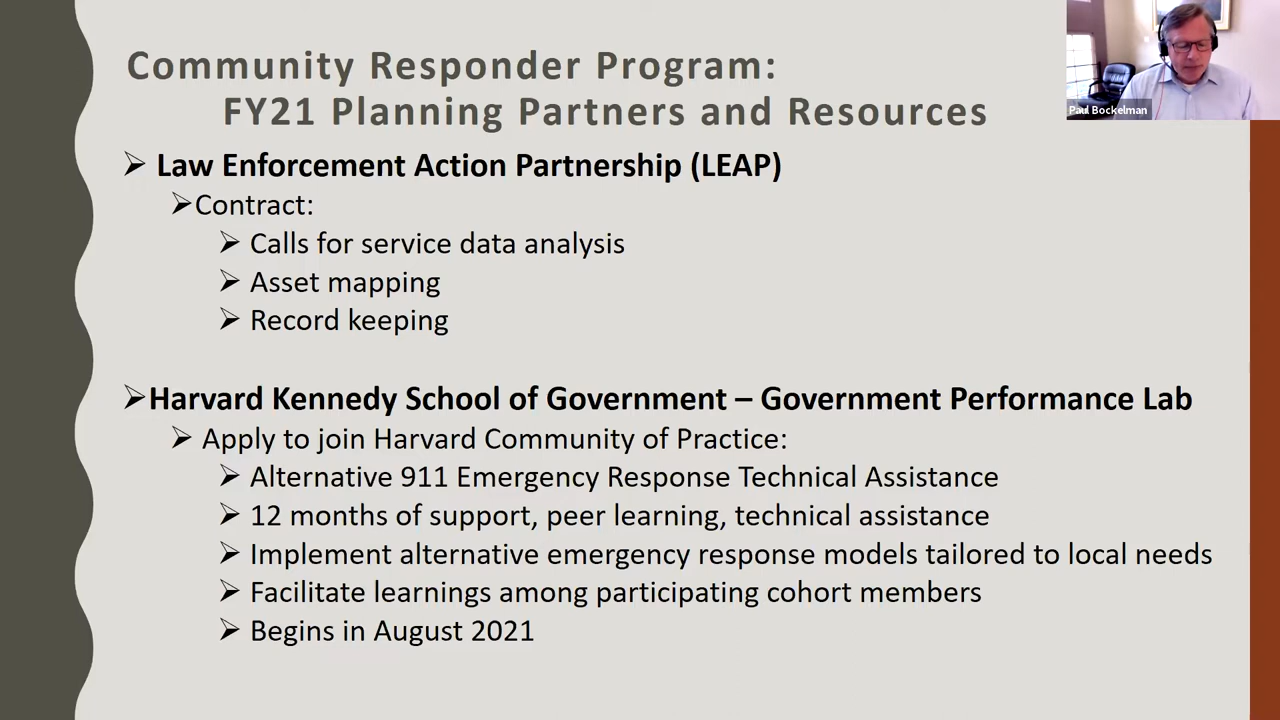 Community Responder Program:
FY21 Planning Partners and Resources
Paul Bockelman
➢ Law Enforcement Action Partnership (LEAP)
➢Contract:
➢ Calls for service data analysis
➢ Asset mapping
➢ Record keeping
➢Harvard Kennedy School of Government – Government Performance Lab
➢ Apply to join Harvard Community of Practice:
➢ Alternative 911 Emergency Response Technical Assistance
➢ 12 months of support, peer learning, technical assistance
➢ Implement alternative emergency response models tailored to local needs
➢ Facilitate learnings among participating cohort members
➢ Begins in August 2021